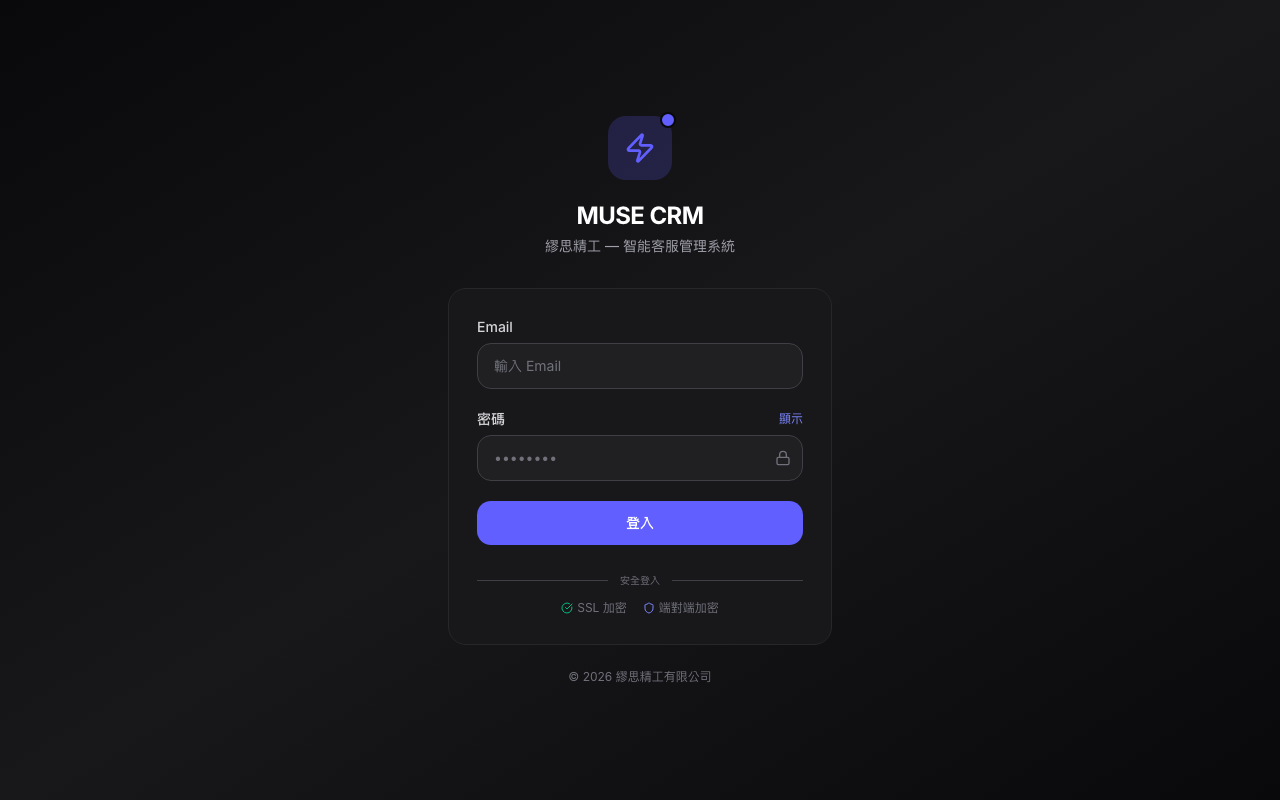 MUSE CRM
繆思精工 — 智能客服管理系統
Email
輸入 Email
密碼 顯示
••••••••
登入
安全登入
SSL 加密 端對端加密
© 2026 繆思精工有限公司